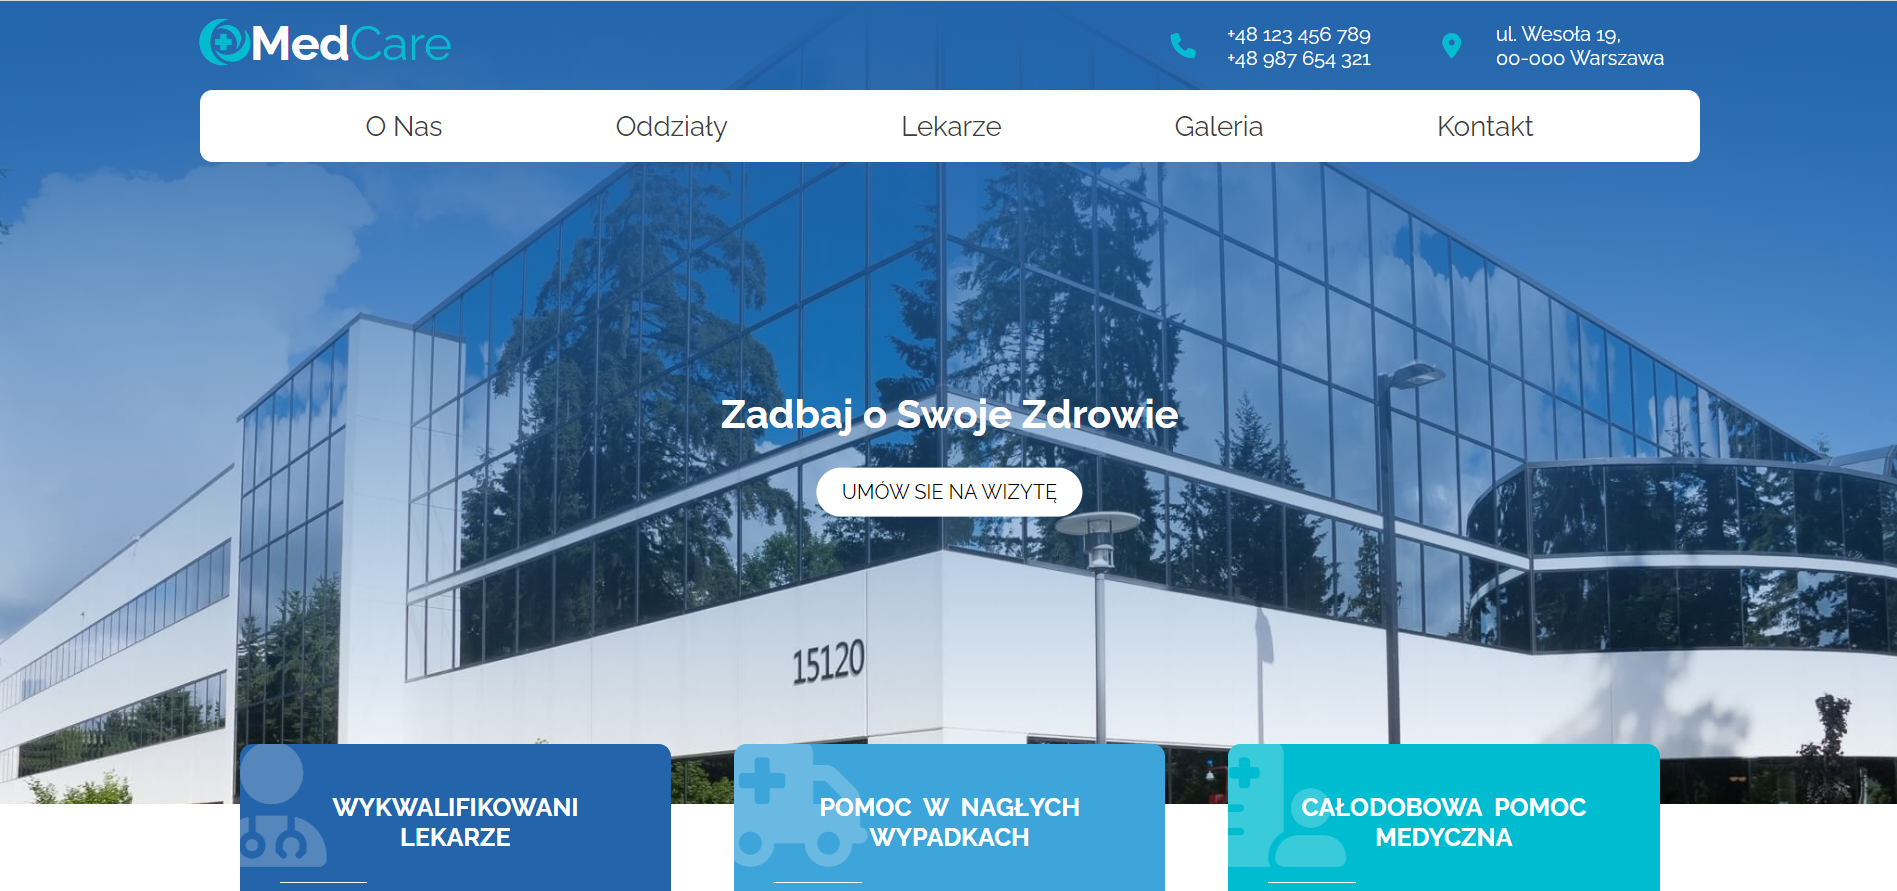 MedCare
+48 123 456 789
+48 987 654 321
ul. Wesoła 19,
00-000 Warszawa
O Nas
Oddziały
Lekarze
Galeria
Kontakt
Zadbaj o Swoje Zdrowie
UMÓW SIE NA WIZYTĘ
15120
WYKWALIFIKOWANI
LEKARZE
POMOC W NAGŁYCH
WYPADKACH
CAŁODOBOWA POMOC
MEDYCZNA